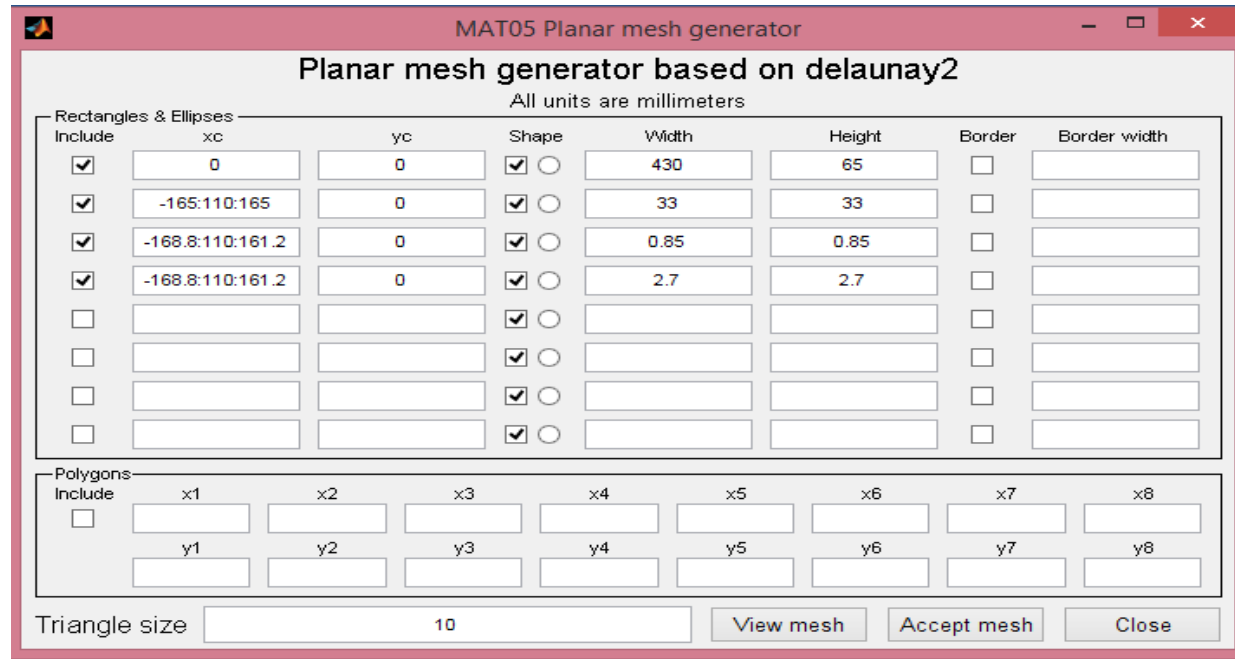 MAT05 Planar mesh generator
Planar mesh generator based on delaunay2
All units are millimeters
Rectangles & Ellipses
Include xc yc Shape Width Height Border Border width
0 0 430 65
-165:110:165 0 33 33
-168.8:110:161.2 0 0.85 0.85
-168.8:110:161.2 0 2.7 2.7
Polygons
Include x1 x2 x3 x4 x5 x6 x7 x8
y1 y2 y3 y4 y5 y6 y7 y8
Triangle size 10 View mesh Accept mesh Close